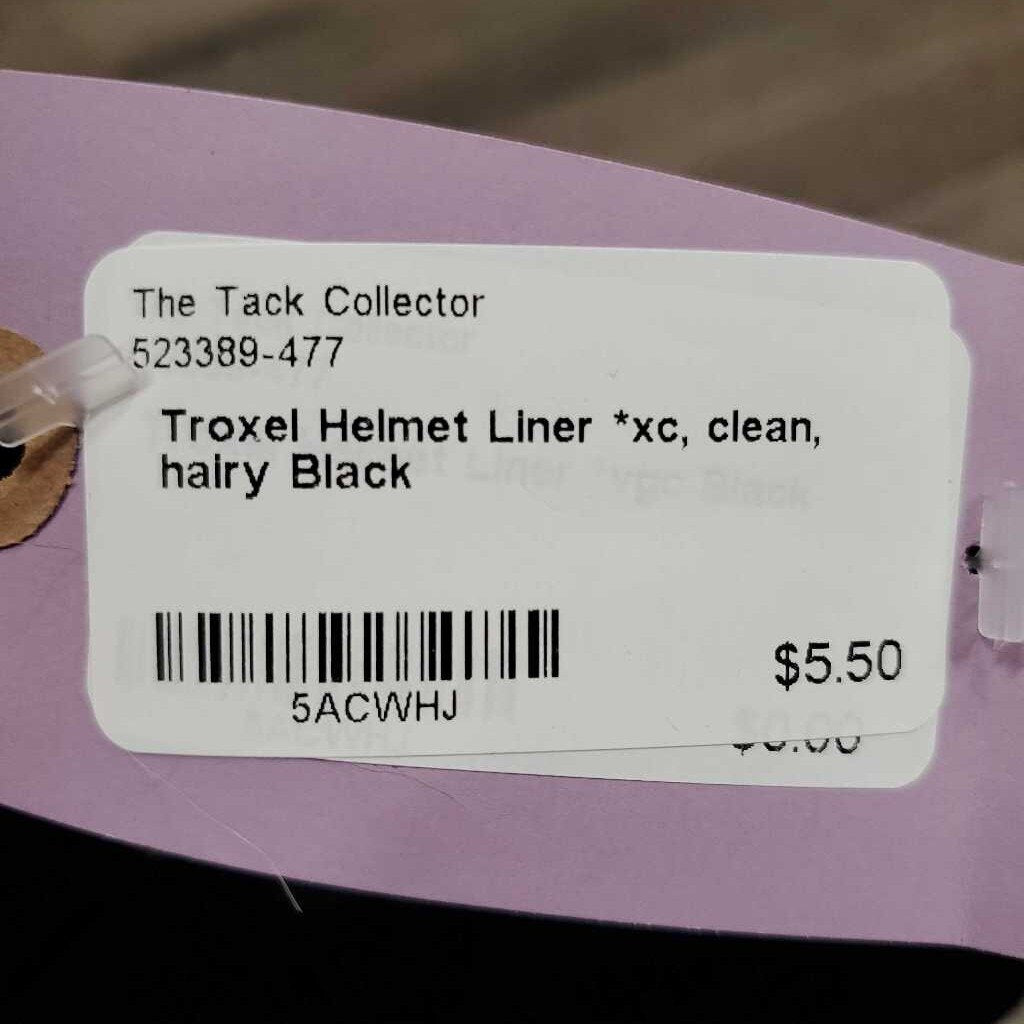 The Tack Collector
523389-477
Troxel Helmet Liner *xc, clean,
hairy Black
$5.50
5ACWHJ